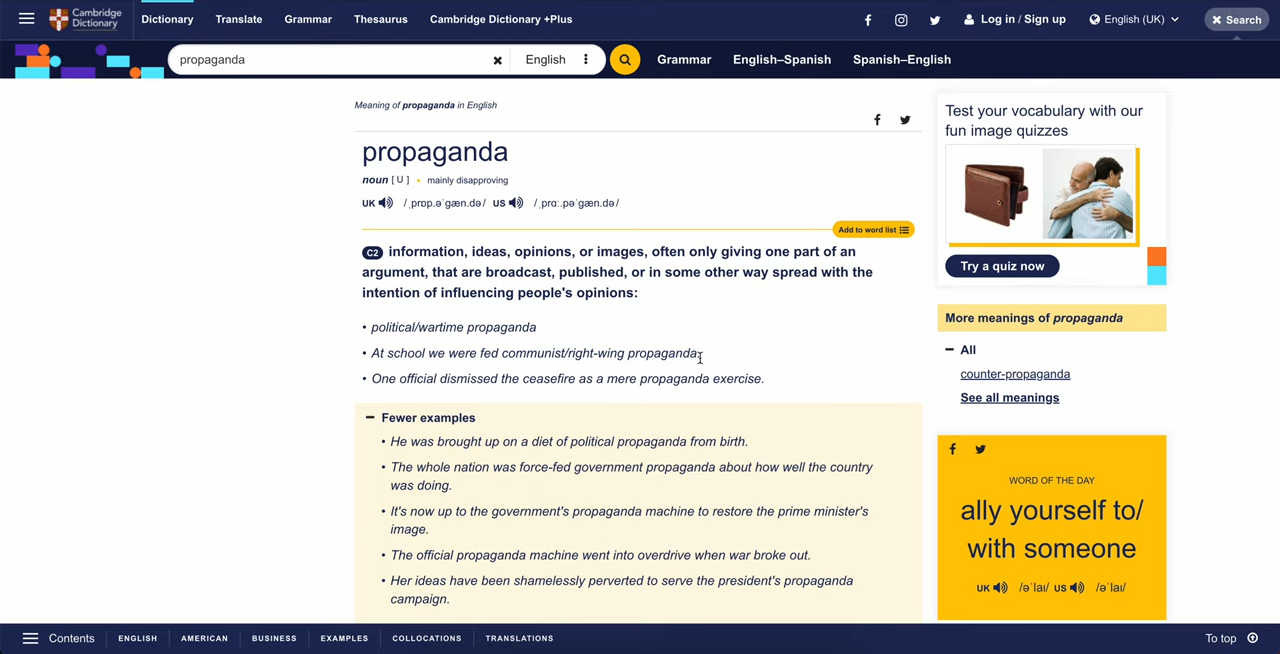 Cambridge Dictionary
Dictionary Translate Grammar Thesaurus Cambridge Dictionary +Plus
Log in / Sign up English (UK) Search
propaganda English
Grammar English–Spanish Spanish–English
Meaning of propaganda in English
propaganda
noun [ U ] • mainly disapproving
UK /ˌprɒp.əˈɡæn.də/ US /ˌprɑː.pəˈɡæn.də/
Add to word list
C2 information, ideas, opinions, or images, often only giving one part of an
argument, that are broadcast, published, or in some other way spread with the
intention of influencing people's opinions:
• political/wartime propaganda
• At school we were fed communist/right-wing propaganda.
• One official dismissed the ceasefire as a mere propaganda exercise.
Fewer examples
• He was brought up on a diet of political propaganda from birth.
• The whole nation was force-fed government propaganda about how well the country
was doing.
• It's now up to the government's propaganda machine to restore the prime minister's
image.
• The official propaganda machine went into overdrive when war broke out.
• Her ideas have been shamelessly perverted to serve the president's propaganda
campaign.
Test your vocabulary with our
fun image quizzes
Try a quiz now
More meanings of propaganda
All
counter-propaganda
See all meanings
WORD OF THE DAY
ally yourself to/
with someone
UK /əˈlaɪ/ US /əˈlaɪ/
Contents ENGLISH AMERICAN BUSINESS EXAMPLES COLLOCATIONS TRANSLATIONS To top